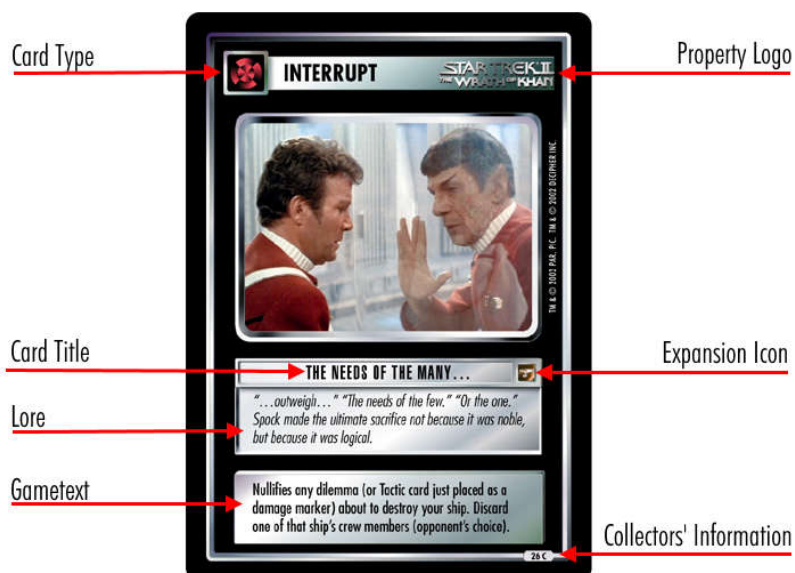 Card Type
Property Logo
INTERRUPT
STAR TREK II
THE WRATH OF KHAN
TM & © 2002 PAR. PIC. TM & © 2002 DECIPHER INC.
Card Title
Expansion Icon
THE NEEDS OF THE MANY...
Lore
"...outweigh..." "The needs of the few." "Or the one."
Spock made the ultimate sacrifice not because it was noble,
but because it was logical.
Gametext
Nullifies any dilemma (or Tactic card just placed as a
damage marker) about to destroy your ship. Discard
one of that ship's crew members (opponent's choice).
Collectors' Information
26 C